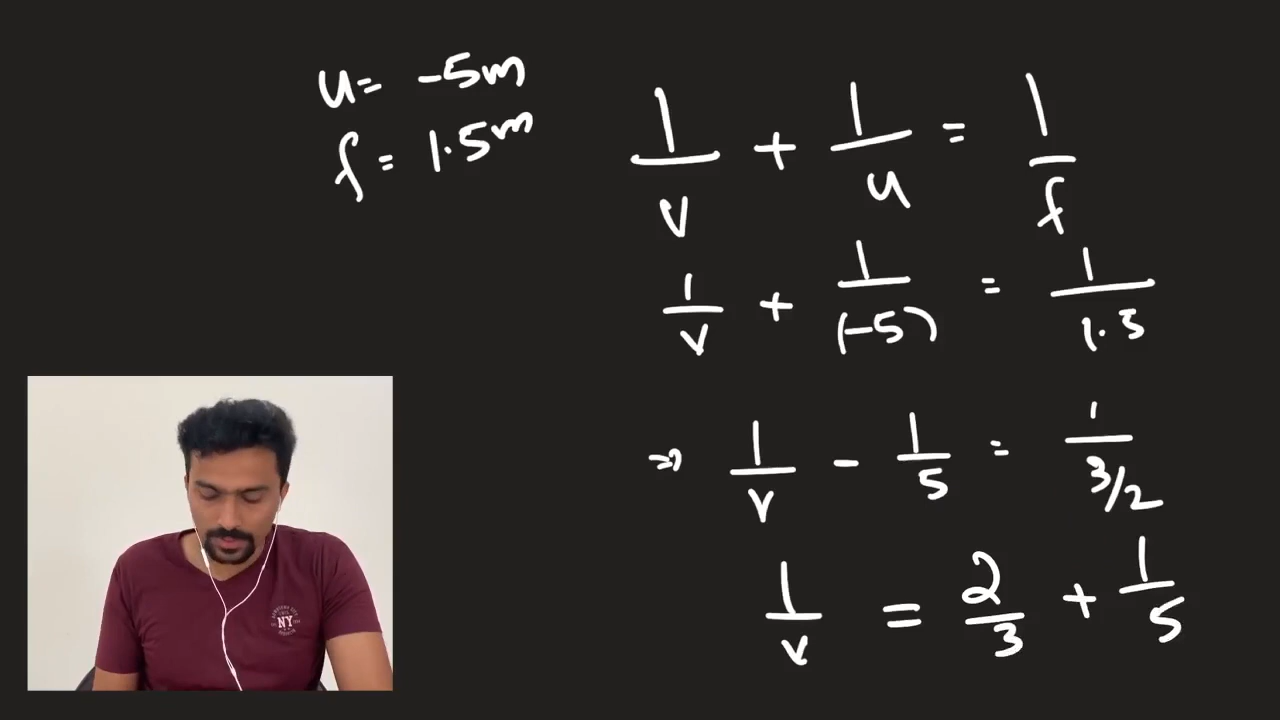 u = -5m
f = 1.5m
1/v + 1/u = 1/f
1/v + 1/(-5) = 1/1.5
⇒ 1/v - 1/5 = 1/3/2
1/v = 2/3 + 1/5
NY